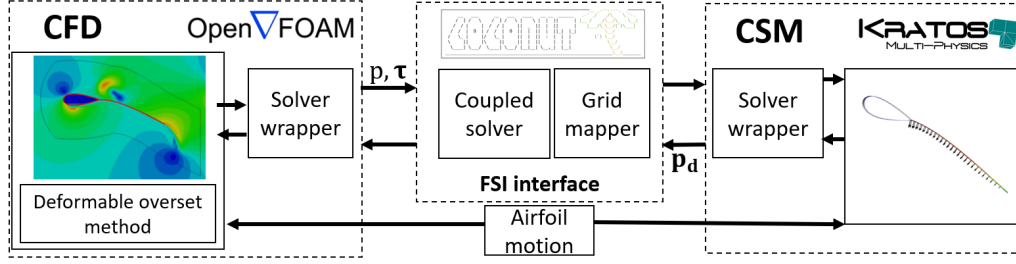 CFD
OpenFOAM
Deformable overset
method
Solver
wrapper
p, τ
COCONUT
Coupled
solver
Grid
mapper
FSI interface
Airfoil
motion
p_d
CSM
KRATOS
MULTI-PHYSICS
Solver
wrapper